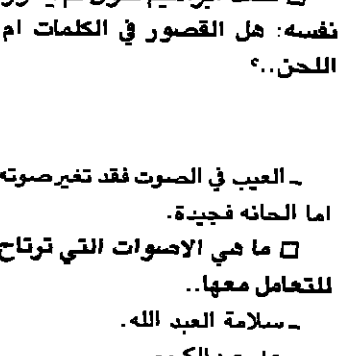 نفسه: هل القصور في الكلمات ام
اللحن..؟
ـ العيب في الصوت فقد تغير صوته
اما الحانه فجيدة.
□ ما هي الاصوات التي ترتاح
للتعامل معها..
ـ سلامة العبد الله.